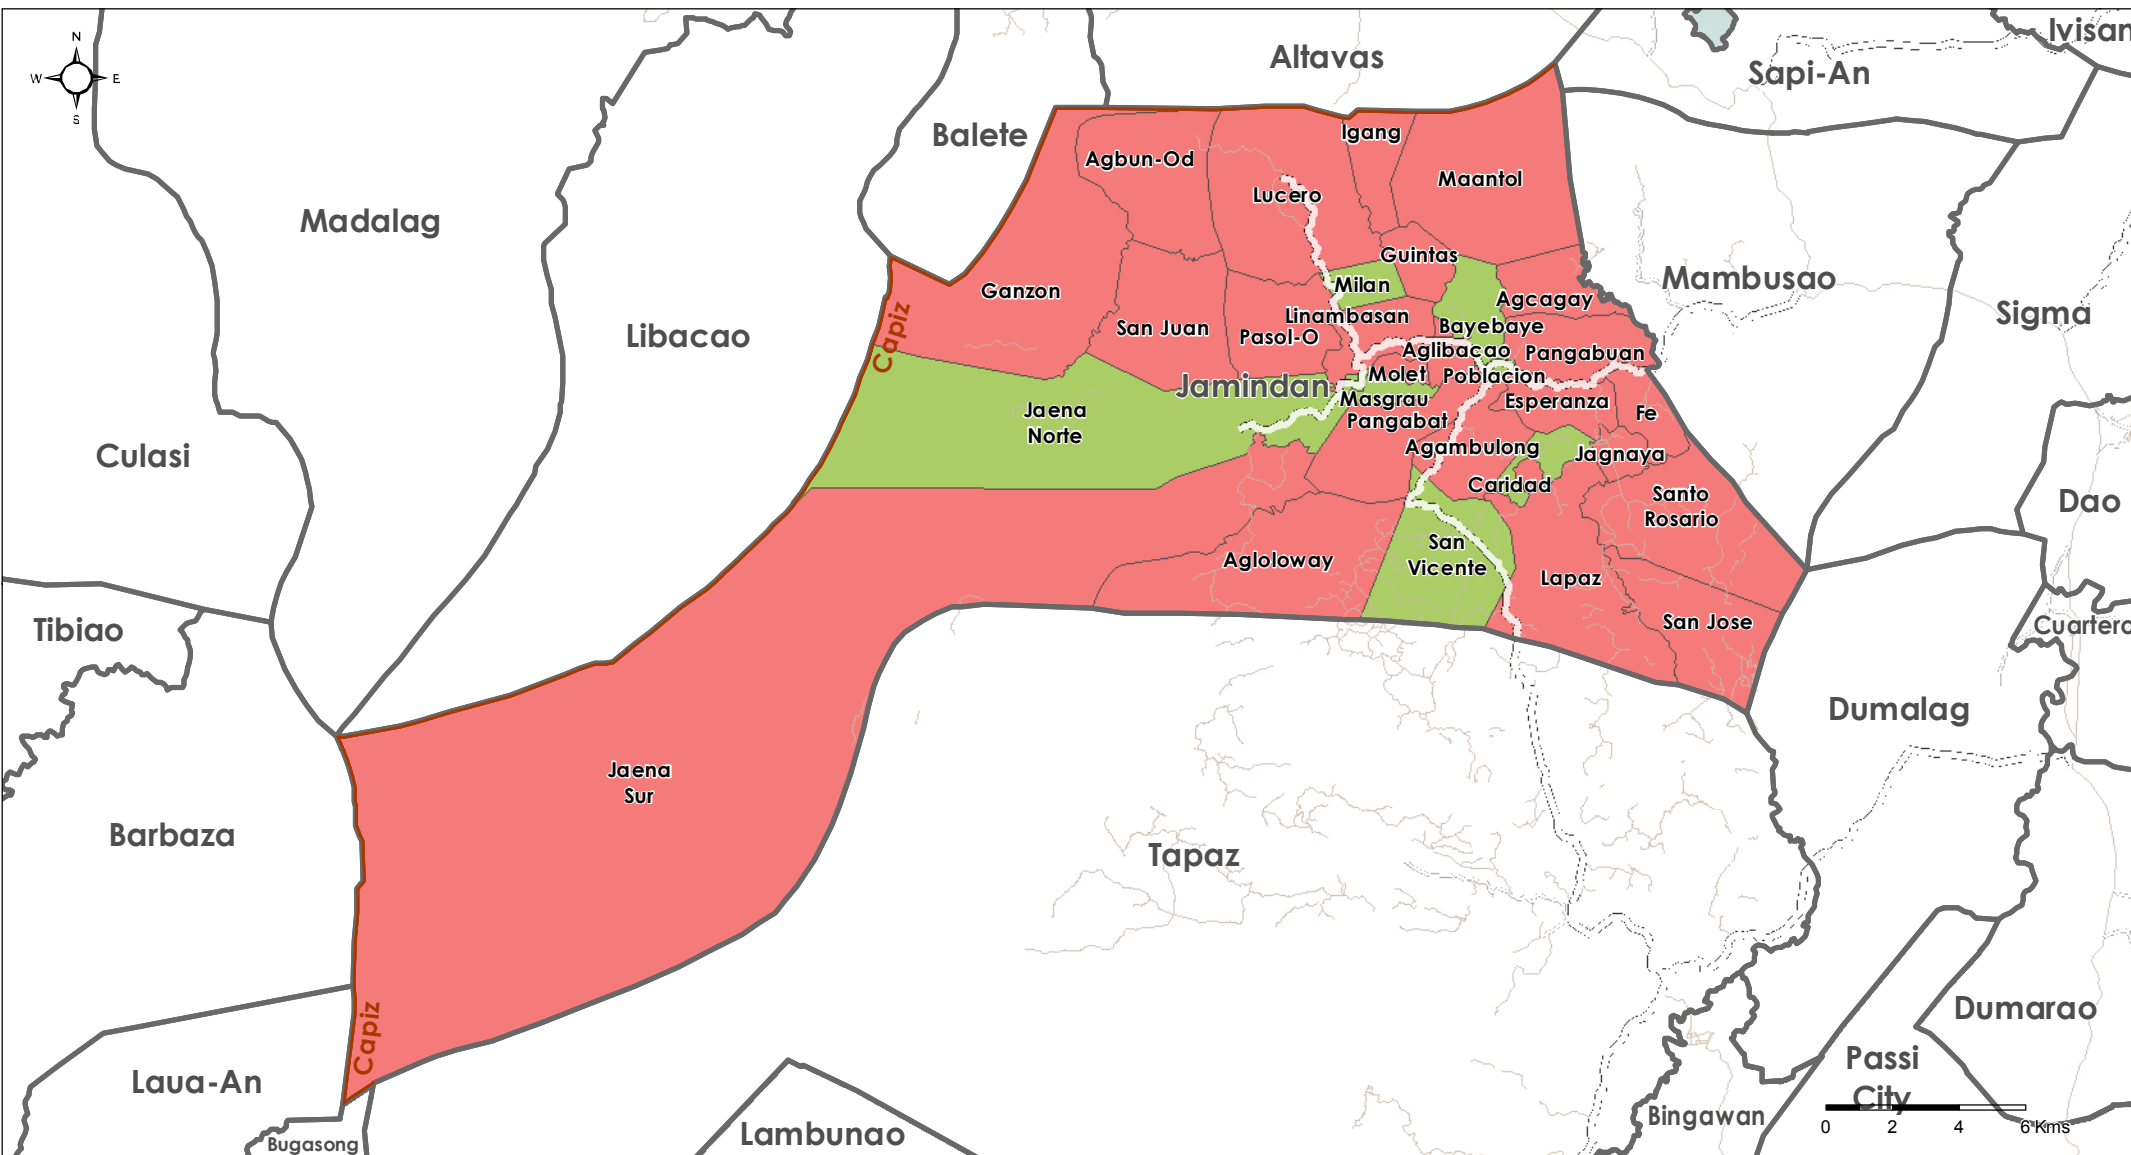 Ivisan
N
Altavas
Sapi-An
W
E
S
Igang
Balete
Agbun-Od
Maantol
Lucero
Madalag
Guintas
Mambusao
Milan
Ganzon
Agcagay
Sigma
Linambasan
Capiz
San Juan
Bayebaye
Libacao
Pasol-O
Aglibacao
Pangabuan
Molet
Poblacion
Jamindan
Masgrau
Esperanza
Jaena
Norte
Fe
Pangabat
Agambulong
Jagnaya
Culasi
Caridad
Santo
Rosario
Dao
San
Vicente
Agloloway
Lapaz
San Jose
Tibiao
Cuartero
Dumalag
Jaena
Sur
Barbaza
Tapaz
Dumarao
Capiz
Passi
City
Laua-An
Bingawan
0 2 4 6 Kms
Lambunao
Bugasong